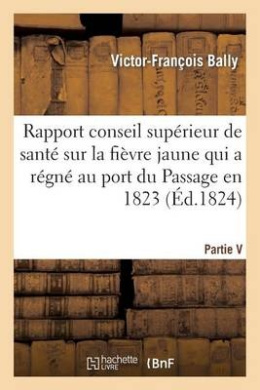 Victor-François Bally
Rapport conseil supérieur de santé sur la fièvre jaune qui a régné au port du Passage en 1823 (Éd.1824)
Partie V
hachette
LIVRE
{BnF